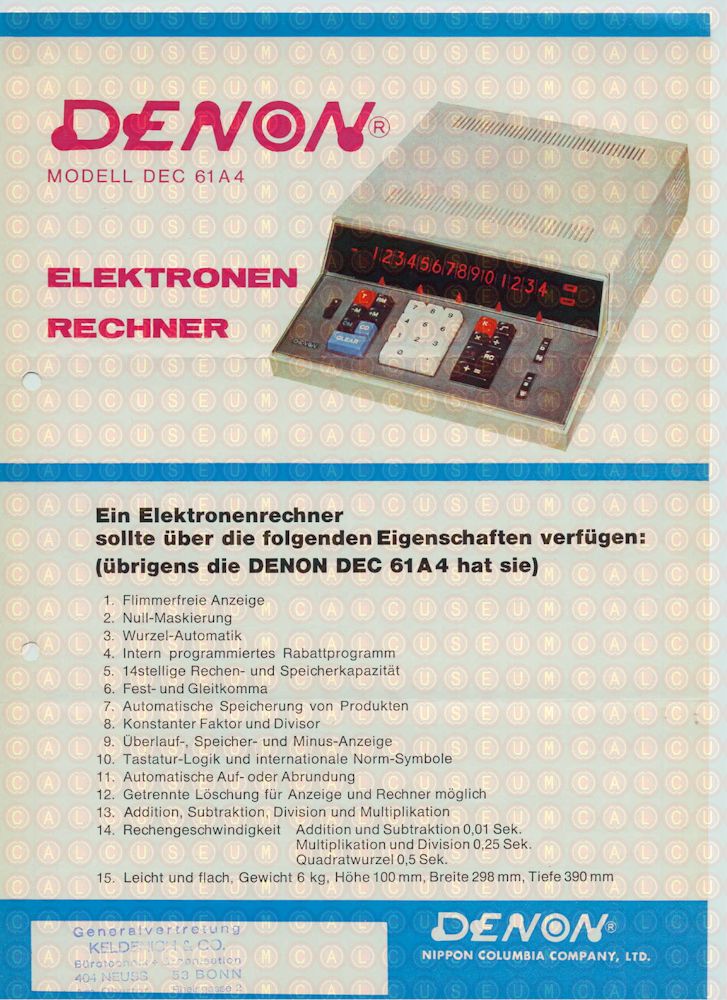 DENON®
MODELL DEC 61A4
ELEKTRONEN
RECHNER
12345678910 1234
DENON
CLEAR
Ein Elektronenrechner
sollte über die folgenden Eigenschaften verfügen:
(übrigens die DENON DEC 61A4 hat sie)
1. Flimmerfreie Anzeige
2. Null-Maskierung
3. Wurzel-Automatik
4. Intern programmiertes Rabattprogramm
5. 14stellige Rechen- und Speicherkapazität
6. Fest- und Gleitkomma
7. Automatische Speicherung von Produkten
8. Konstanter Faktor und Divisor
9. Überlauf-, Speicher- und Minus-Anzeige
10. Tastatur-Logik und internationale Norm-Symbole
11. Automatische Auf- oder Abrundung
12. Getrennte Löschung für Anzeige und Rechner möglich
13. Addition, Subtraktion, Division und Multiplikation
14. Rechengeschwindigkeit Addition und Subtraktion 0,01 Sek.
Multiplikation und Division 0,25 Sek.
Quadratwurzel 0,5 Sek.
15. Leicht und flach, Gewicht 6 kg, Höhe 100 mm, Breite 298 mm, Tiefe 390 mm
DENON®
NIPPON COLUMBIA COMPANY, LTD.
Generalvertretung
KELDENICH & CO.
404 NEUSS 53 BONN
Rheingasse 2
CALCUSEUM